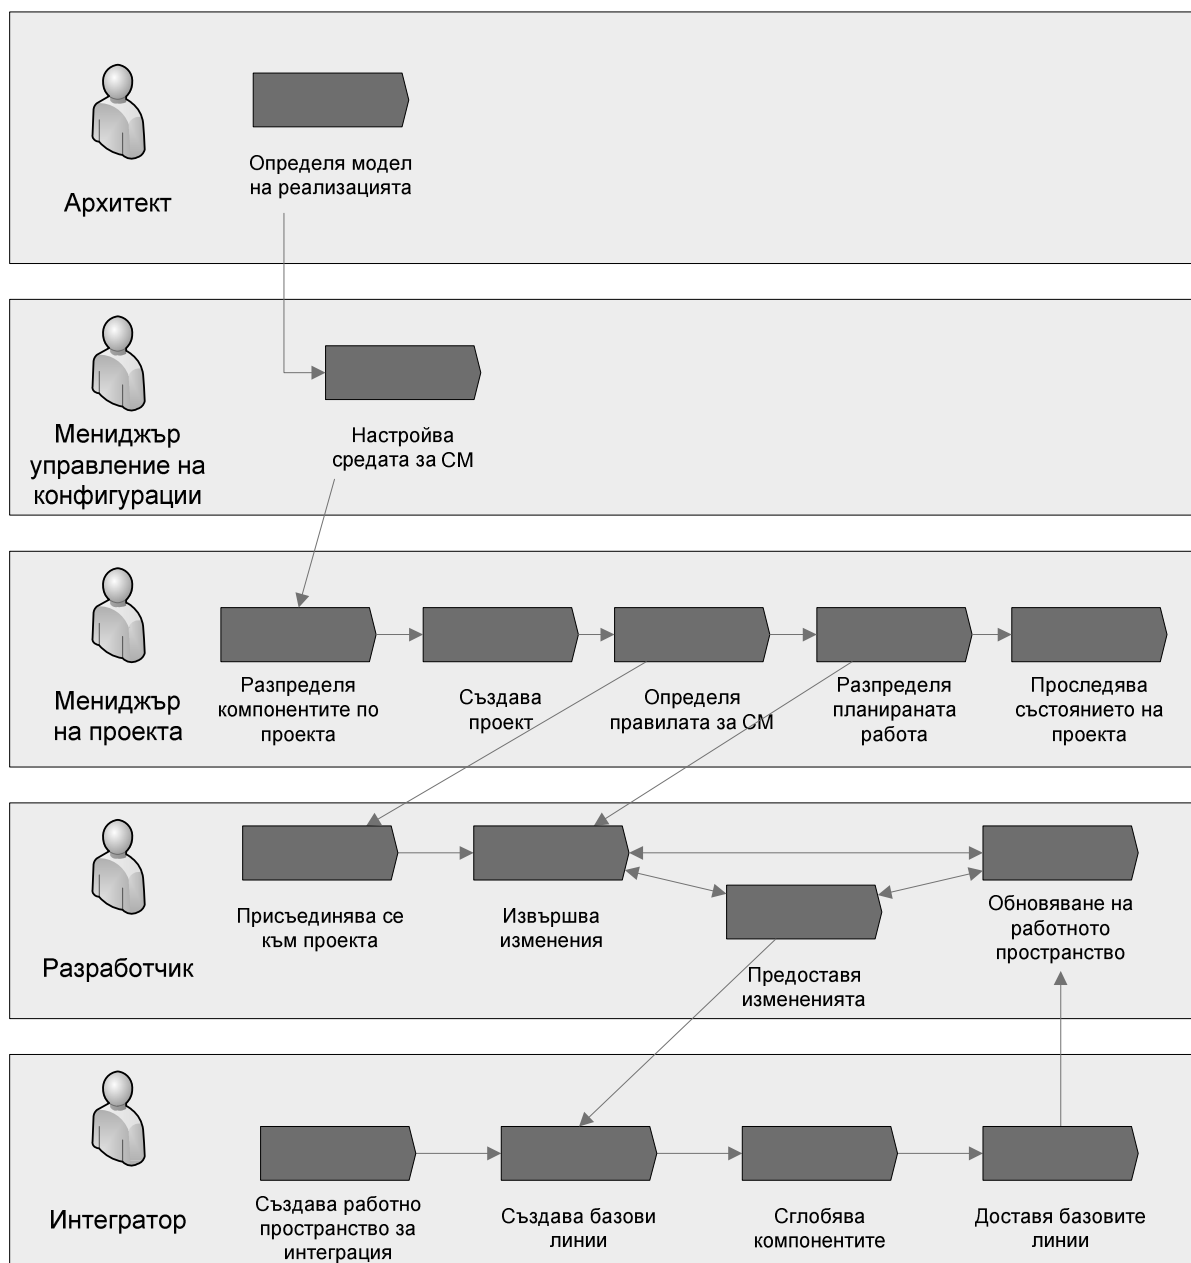 Определя модел
на реализацията
Архитект
Мениджър
управление на
конфигурации
Настройва
средата за СМ
Мениджър
на проекта
Разпределя
компонентите по
проекта
Създава
проект
Определя
правилата за СМ
Разпределя
планираната
работа
Проследява
състоянието на
проекта
Разработчик
Присъединява се
към проекта
Извършва
изменения
Предоставя
измененията
Обновяване на
работното
пространство
Интегратор
Създава работно
пространство за
интеграция
Създава базови
линии
Сглобява
компонентите
Доставя базовите
линии